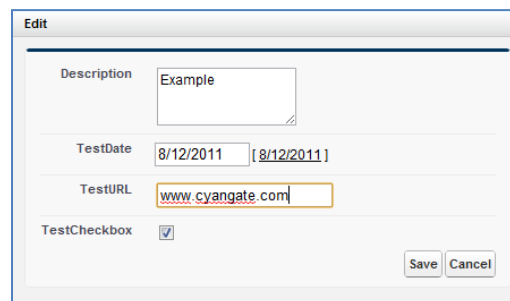 Edit
Description Example
TestDate 8/12/2011 [ 8/12/2011 ]
TestURL www.cyangate.com
TestCheckbox
Save Cancel